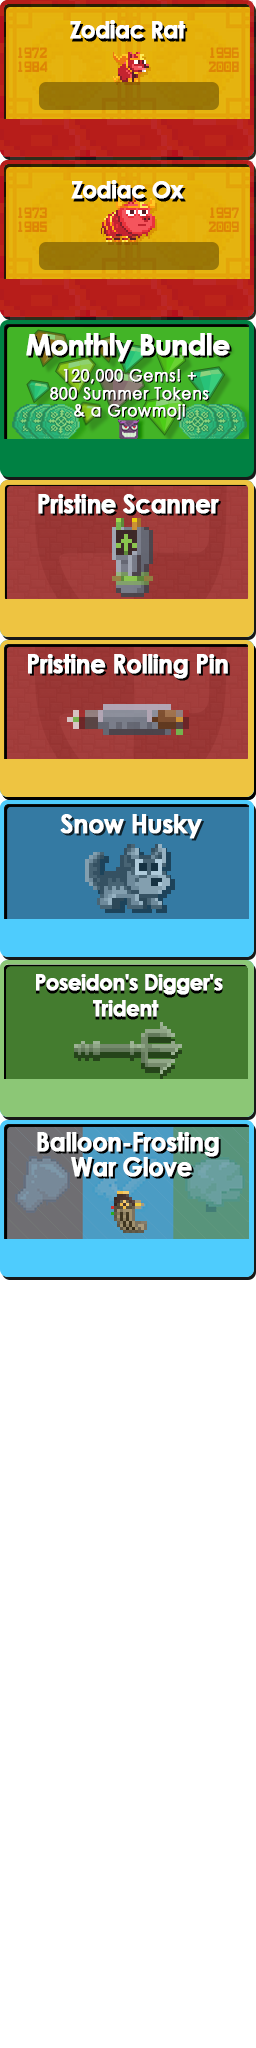 Zodiac Rat
1972 1996
1984 2008
Zodiac Ox
1973 1997
1985 2009
Monthly Bundle
120,000 Gems! +
800 Summer Tokens
& a Growmoji
Pristine Scanner
Pristine Rolling Pin
Snow Husky
Poseidon's Digger's
Trident
Balloon-Frosting
War Glove